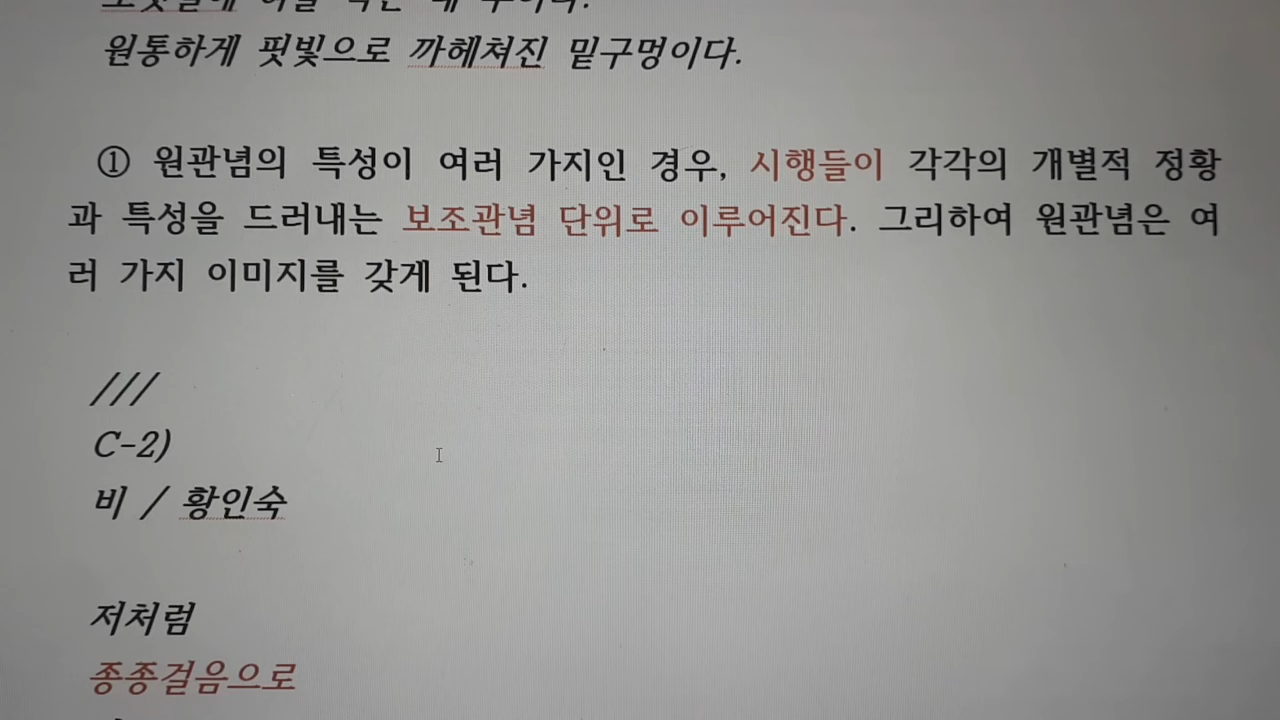 원통하게 핏빛으로 까헤쳐진 밑구멍이다.
① 원관념의 특성이 여러 가지인 경우, 시행들이 각각의 개별적 정황
과 특성을 드러내는 보조관념 단위로 이루어진다. 그리하여 원관념은 여
러 가지 이미지를 갖게 된다.
///
C-2)
비 / 황인숙
저처럼
종종걸음으로